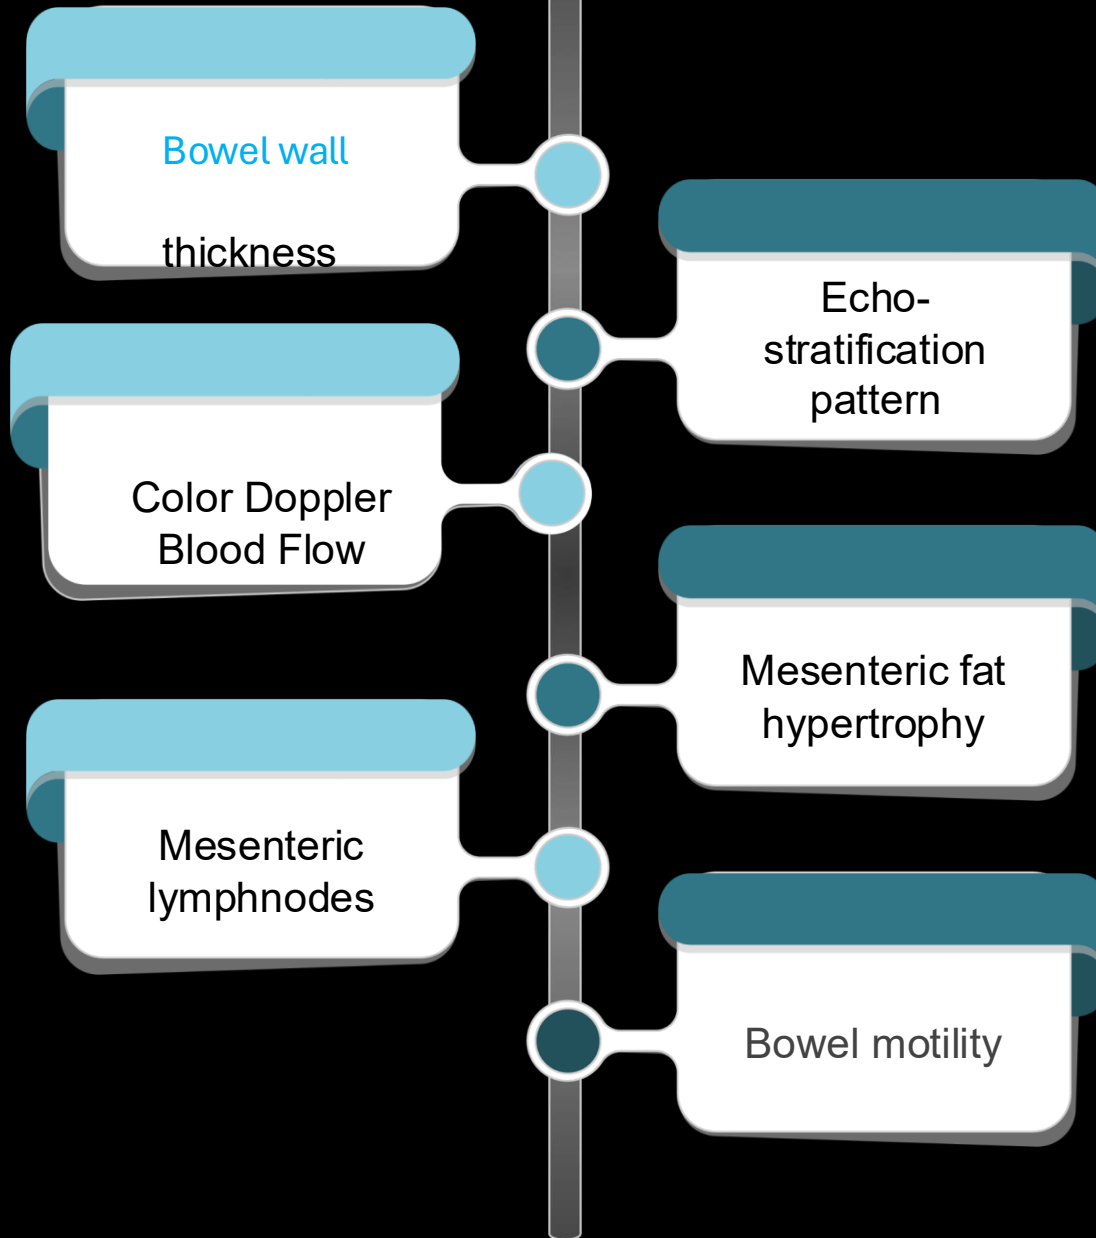 Bowel wall
thickness
Echo-
stratification
pattern
Color Doppler
Blood Flow
Mesenteric fat
hypertrophy
Mesenteric
lymphnodes
Bowel motility